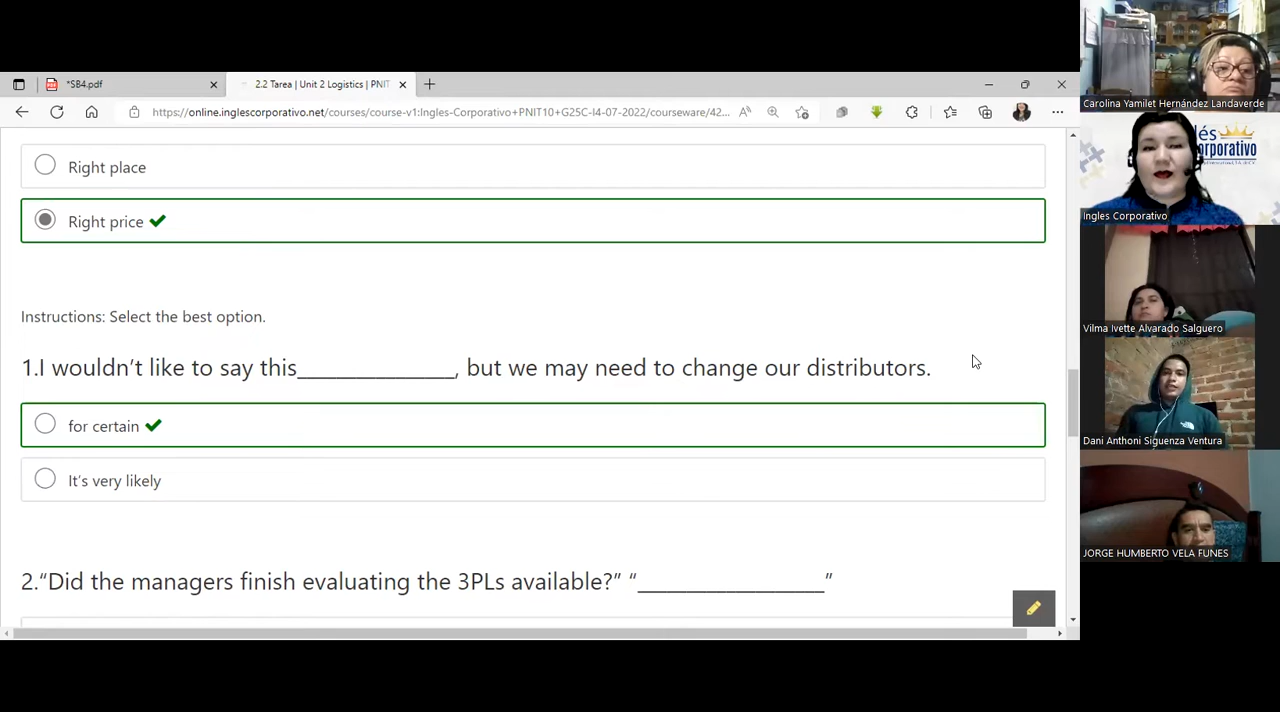 *SB4.pdf
2.2 Tarea | Unit 2 Logistics | PNIT
https://online.inglescorporativo.net/courses/course-v1:Ingles-Corporativo+PNIT10+G25C-I4-07-2022/courseware/42...
Right place
Right price
Instructions: Select the best option.
1.I wouldn’t like to say this________________, but we may need to change our distributors.
for certain
It’s very likely
2.“Did the managers finish evaluating the 3PLs available?” “___________________”
Carolina Yamilet Hernández Landaverde
és
orporativo
Ingles Corporativo
Vilma Ivette Alvarado Salguero
Dani Anthoni Siguenza Ventura
JORGE HUMBERTO VELA FUNES